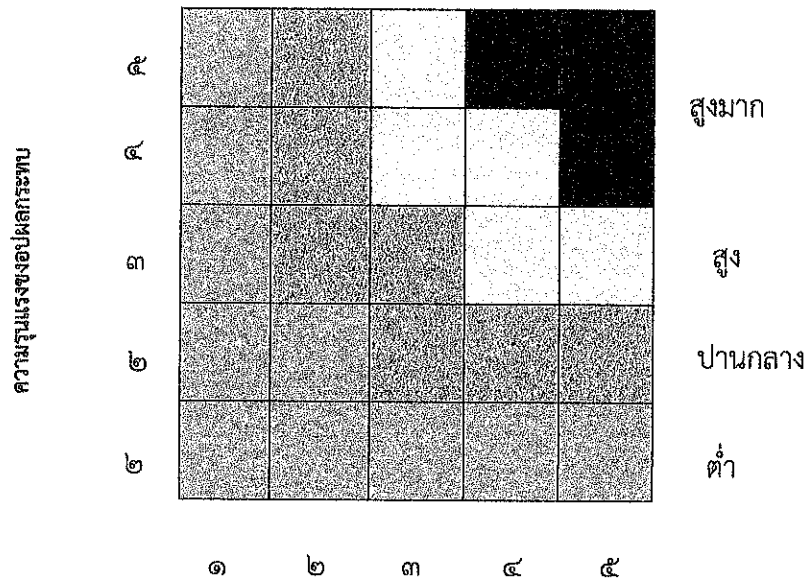 ความรุนแรงของอปผลกระทบ
๕
๔
๓
๒
๒
สูงมาก
สูง
ปานกลาง
ต่ำ
๑ ๒ ๓ ๔ ๕